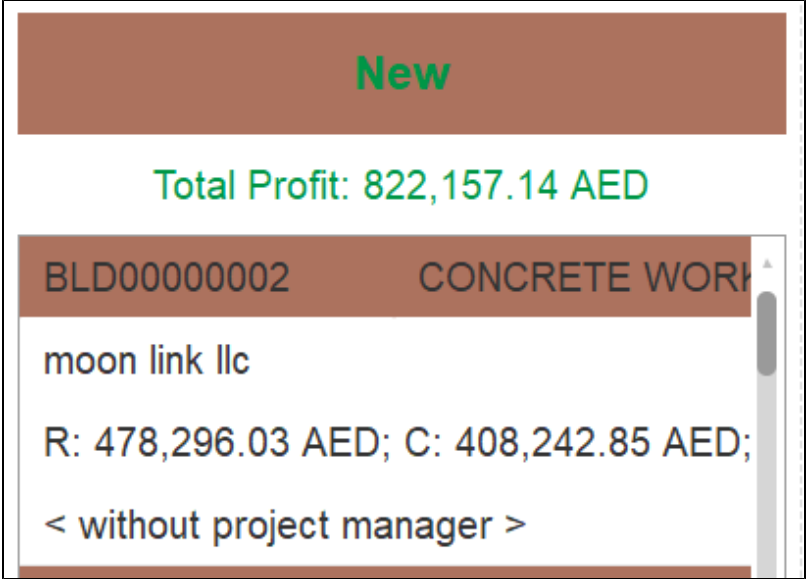 New
Total Profit: 822,157.14 AED
BLD00000002 CONCRETE WORK
moon link llc
R: 478,296.03 AED; C: 408,242.85 AED;
< without project manager >